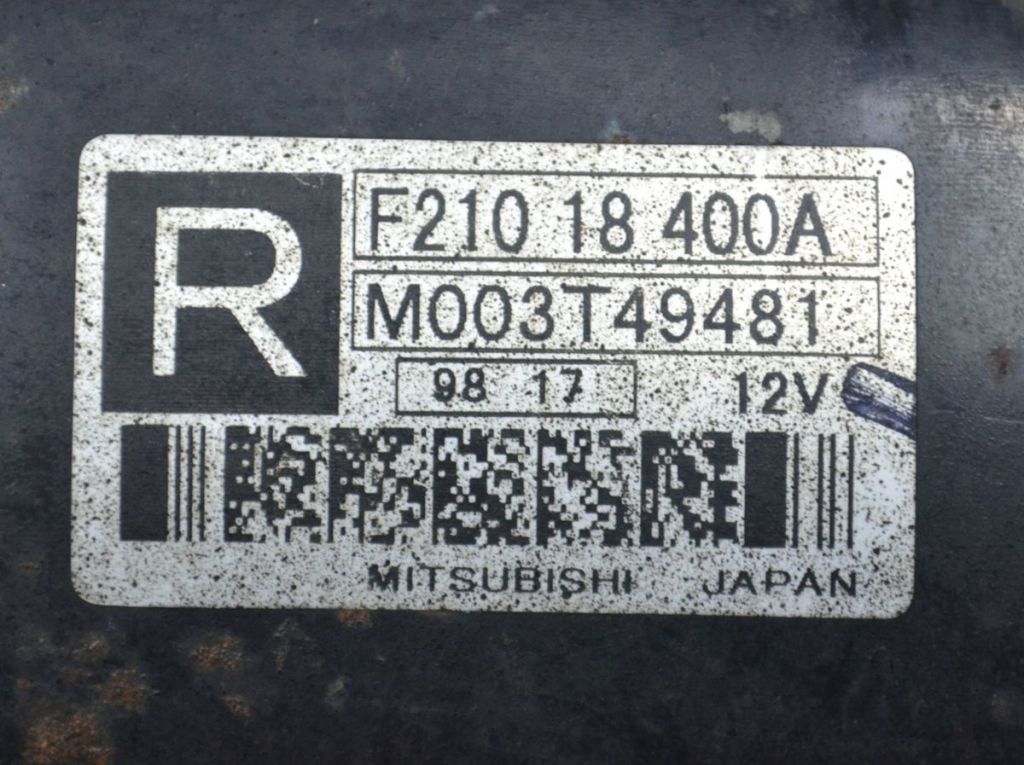 R
F210 18 400A
M003T49481
98 17
12V
MITSUBISHI JAPAN